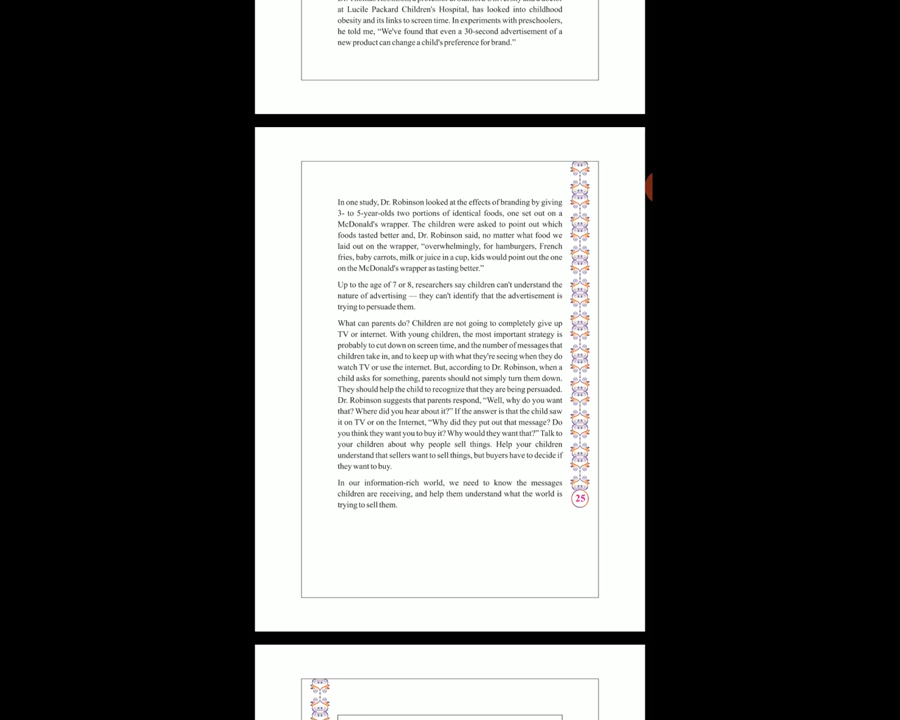 at Lucile Packard Children's Hospital, has looked into childhood
obesity and its links to screen time. In experiments with preschoolers,
he told me, “We've found that even a 30-second advertisement of a
new product can change a child's preference for brand.”
In one study, Dr. Robinson looked at the effects of branding by giving
3- to 5-year-olds two portions of identical foods, one set out on a
McDonald's wrapper. The children were asked to point out which
foods tasted better and, Dr. Robinson said, no matter what food we
laid out on the wrapper, “overwhelmingly, for hamburgers, French
fries, baby carrots, milk or juice in a cup, kids would point out the one
on the McDonald's wrapper as tasting better.”
Up to the age of 7 or 8, researchers say children can't understand the
nature of advertising — they can't identify that the advertisement is
trying to persuade them.
What can parents do? Children are not going to completely give up
TV or internet. With young children, the most important strategy is
probably to cut down on screen time, and the number of messages that
children take in, and to keep up with what they're seeing when they do
watch TV or use the internet. But, according to Dr. Robinson, when a
child asks for something, parents should not simply turn them down.
They should help the child to recognize that they are being persuaded.
Dr. Robinson suggests that parents respond, “Well, why do you want
that? Where did you hear about it?” If the answer is that the child saw
it on TV or on the Internet, “Why did they put out that message? Do
you think they want you to buy it? Why would they want that?” Talk to
your children about why people sell things. Help your children
understand that sellers want to sell things, but buyers have to decide if
they want to buy.
In our information-rich world, we need to know the messages
children are receiving, and help them understand what the world is
trying to sell them.
25